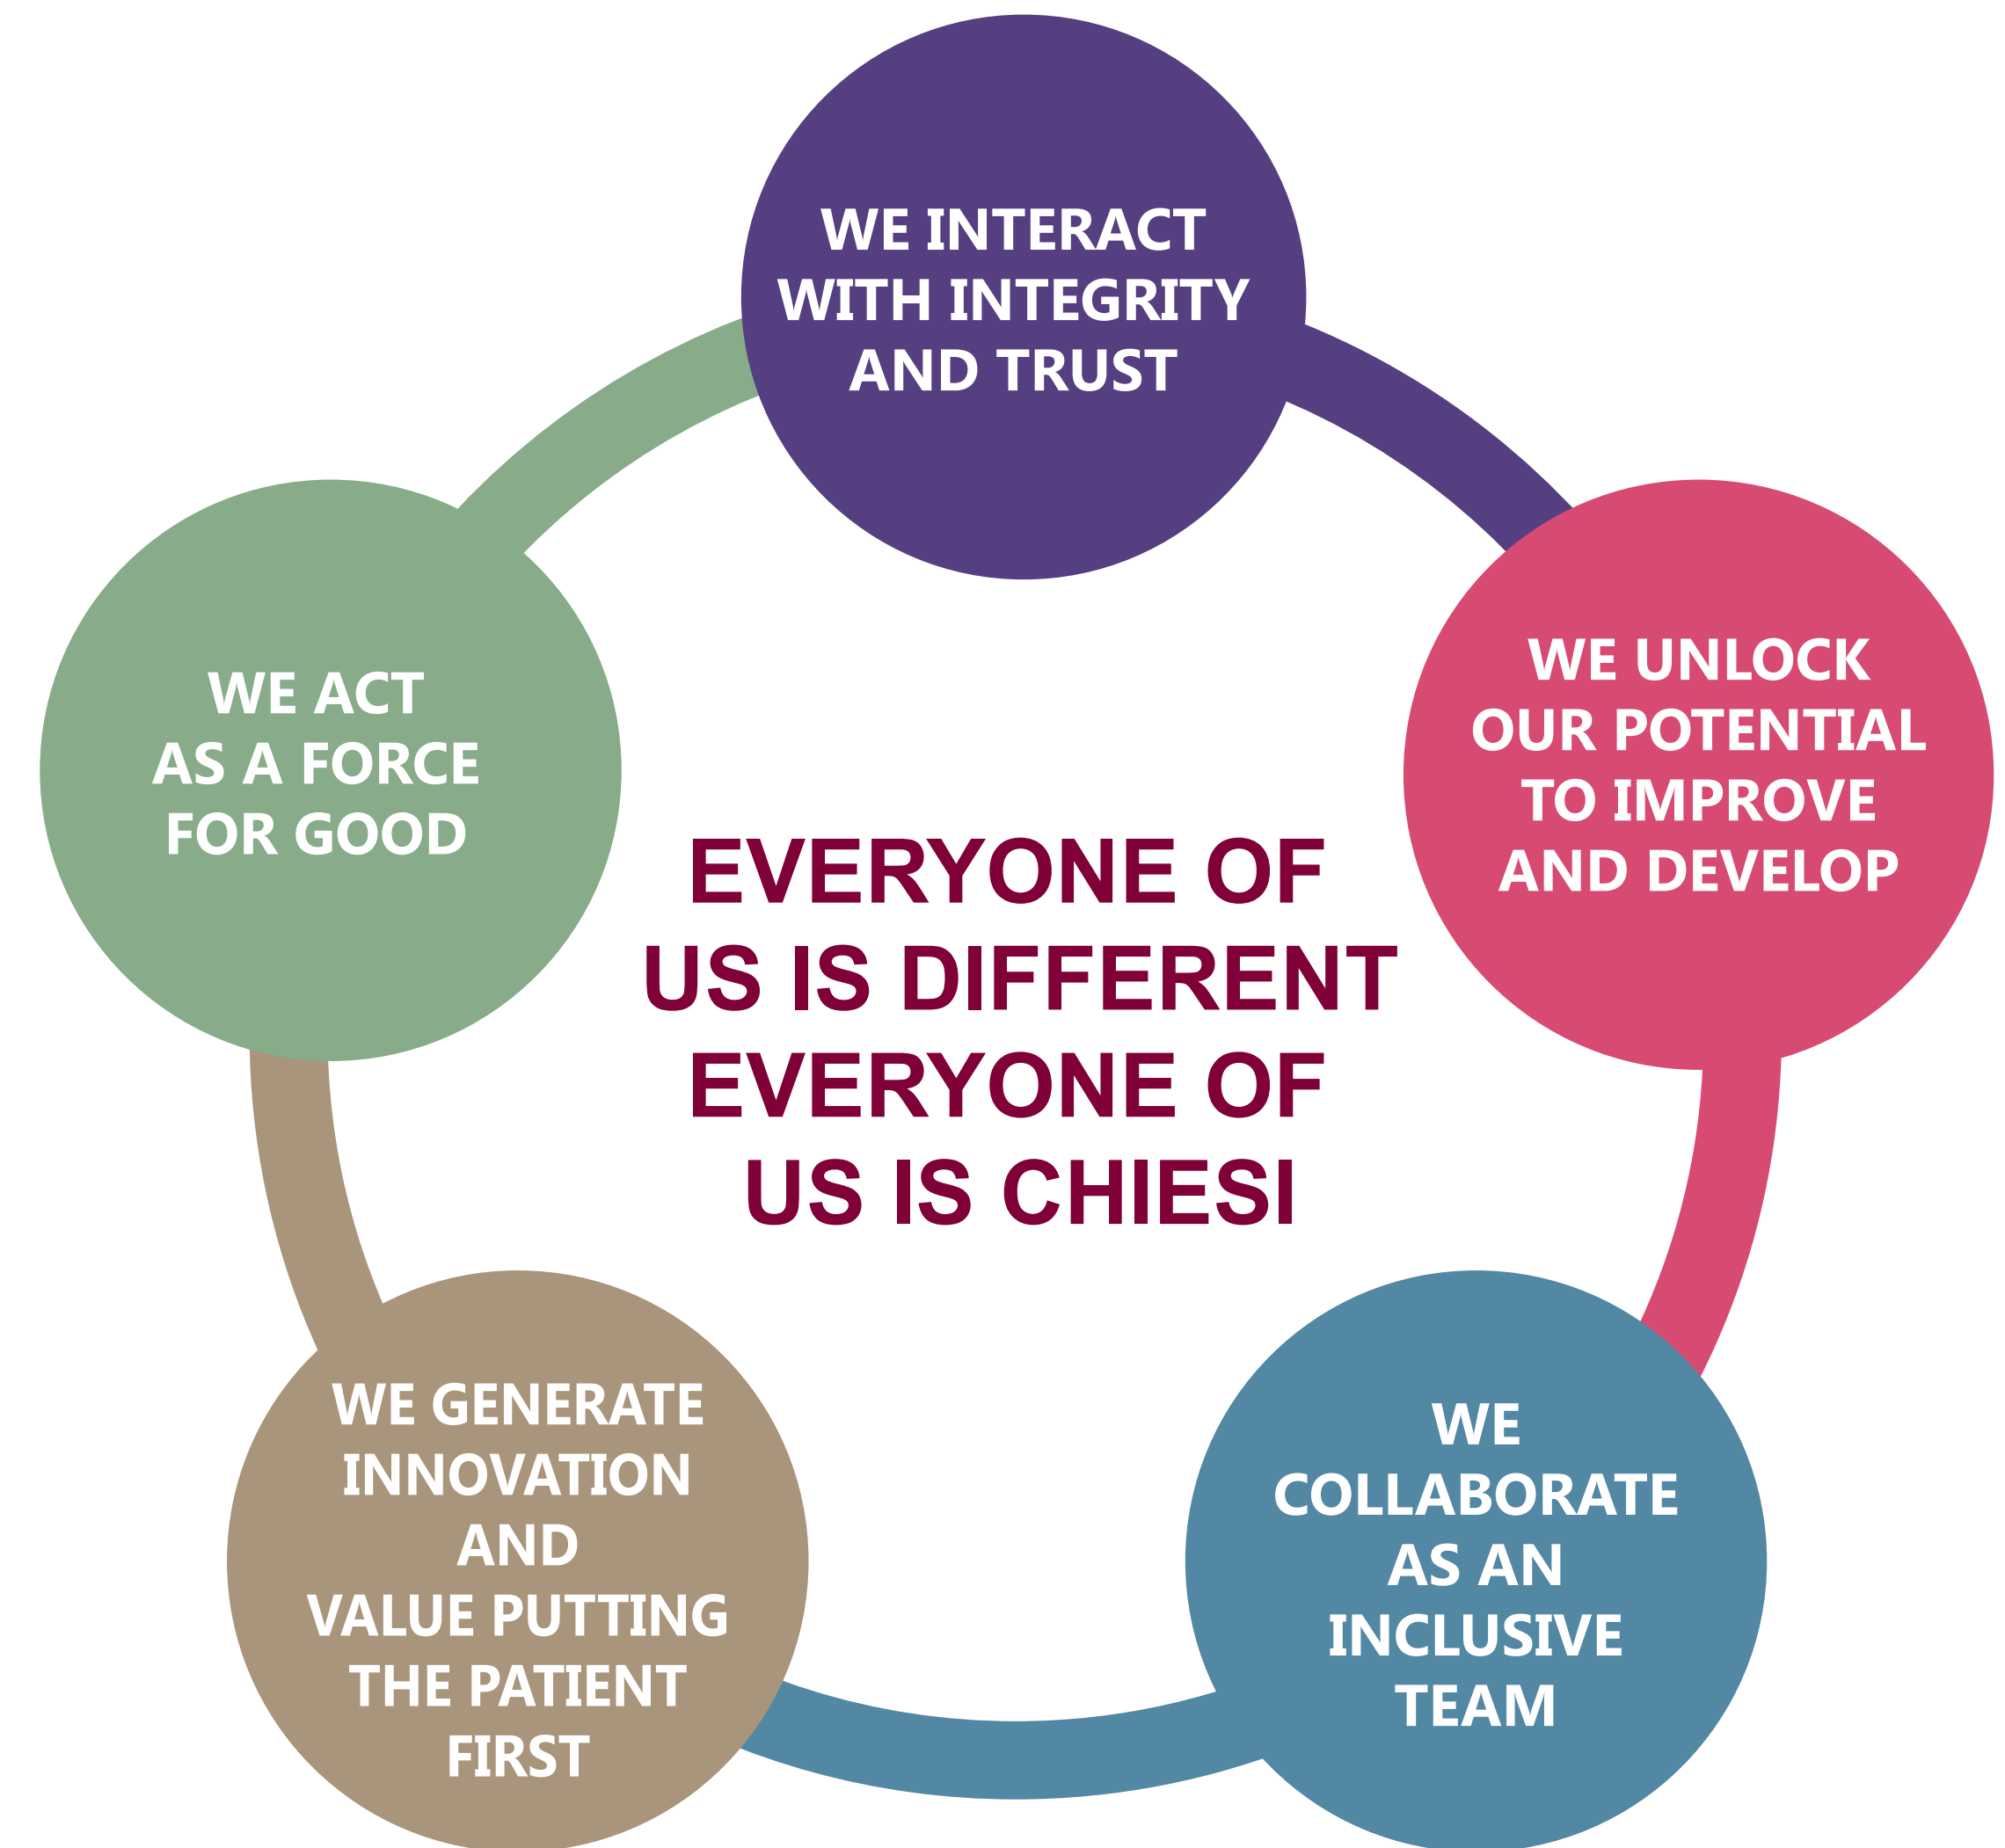 WE INTERACT
WITH INTEGRITY
AND TRUST
WE UNLOCK
OUR POTENTIAL
TO IMPROVE
AND DEVELOP
WE ACT
AS A FORCE
FOR GOOD
EVERYONE OF
US IS DIFFERENT
EVERYONE OF
US IS CHIESI
WE GENERATE
INNOVATION
AND
VALUE PUTTING
THE PATIENT
FIRST
WE
COLLABORATE
AS AN
INCLUSIVE
TEAM